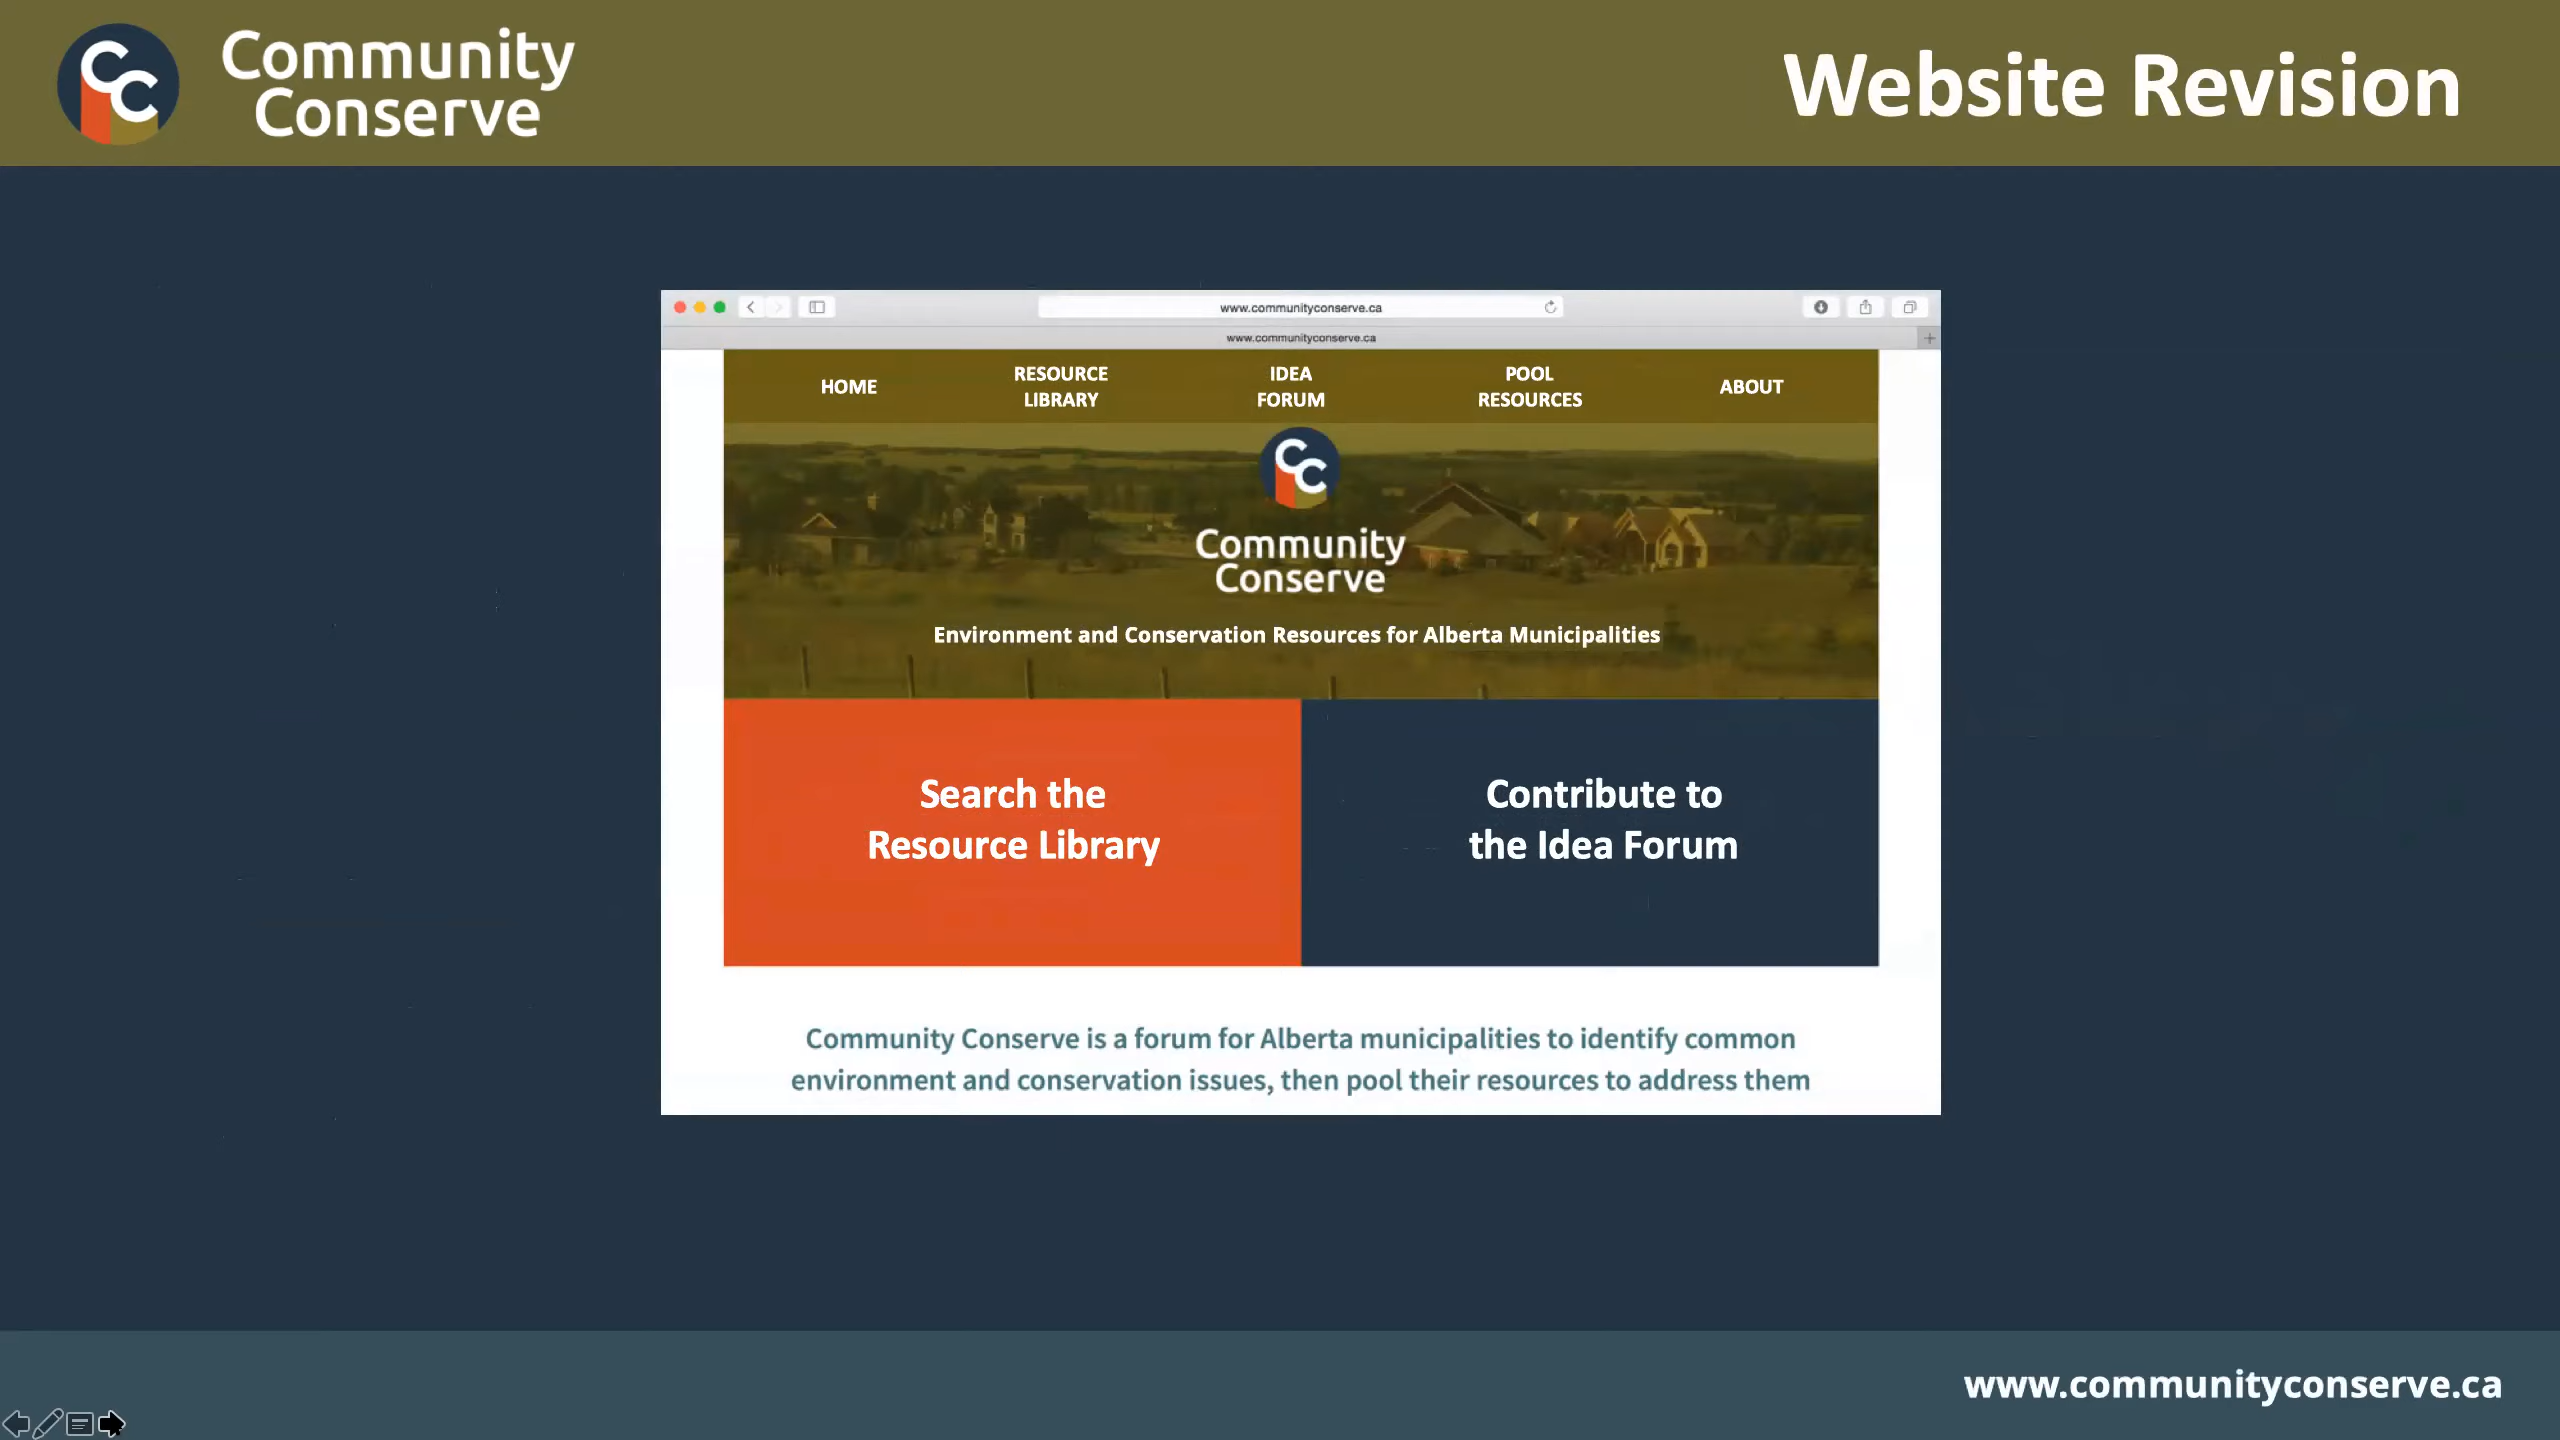 CC
Community
Conserve
Website Revision
www.communityconserve.ca
www.communityconserve.ca
HOME
RESOURCE
LIBRARY
IDEA
FORUM
POOL
RESOURCES
ABOUT
CC
Community
Conserve
Environment and Conservation Resources for Alberta Municipalities
Search the
Resource Library
Contribute to
the Idea Forum
Community Conserve is a forum for Alberta municipalities to identify common
environment and conservation issues, then pool their resources to address them
www.communityconserve.ca